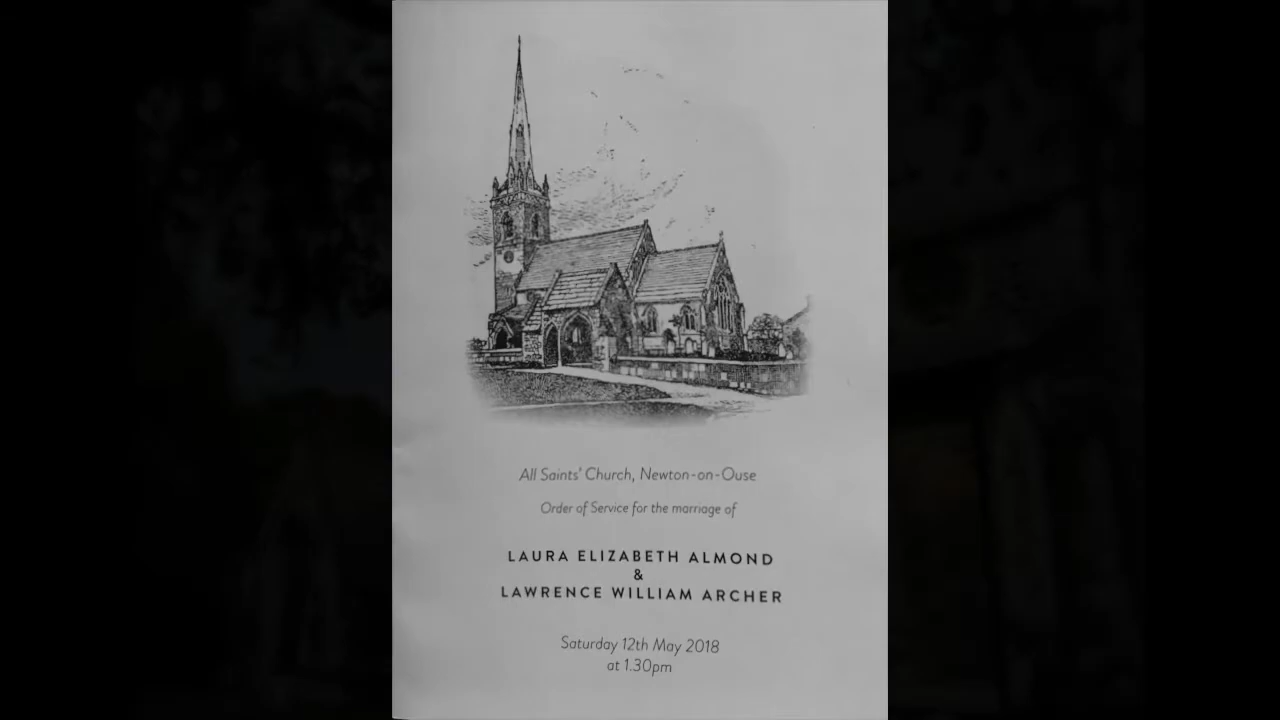 All Saints' Church, Newton-on-Ouse
Order of Service for the marriage of
LAURA ELIZABETH ALMOND
&
LAWRENCE WILLIAM ARCHER
Saturday 12th May 2018
at 1.30pm